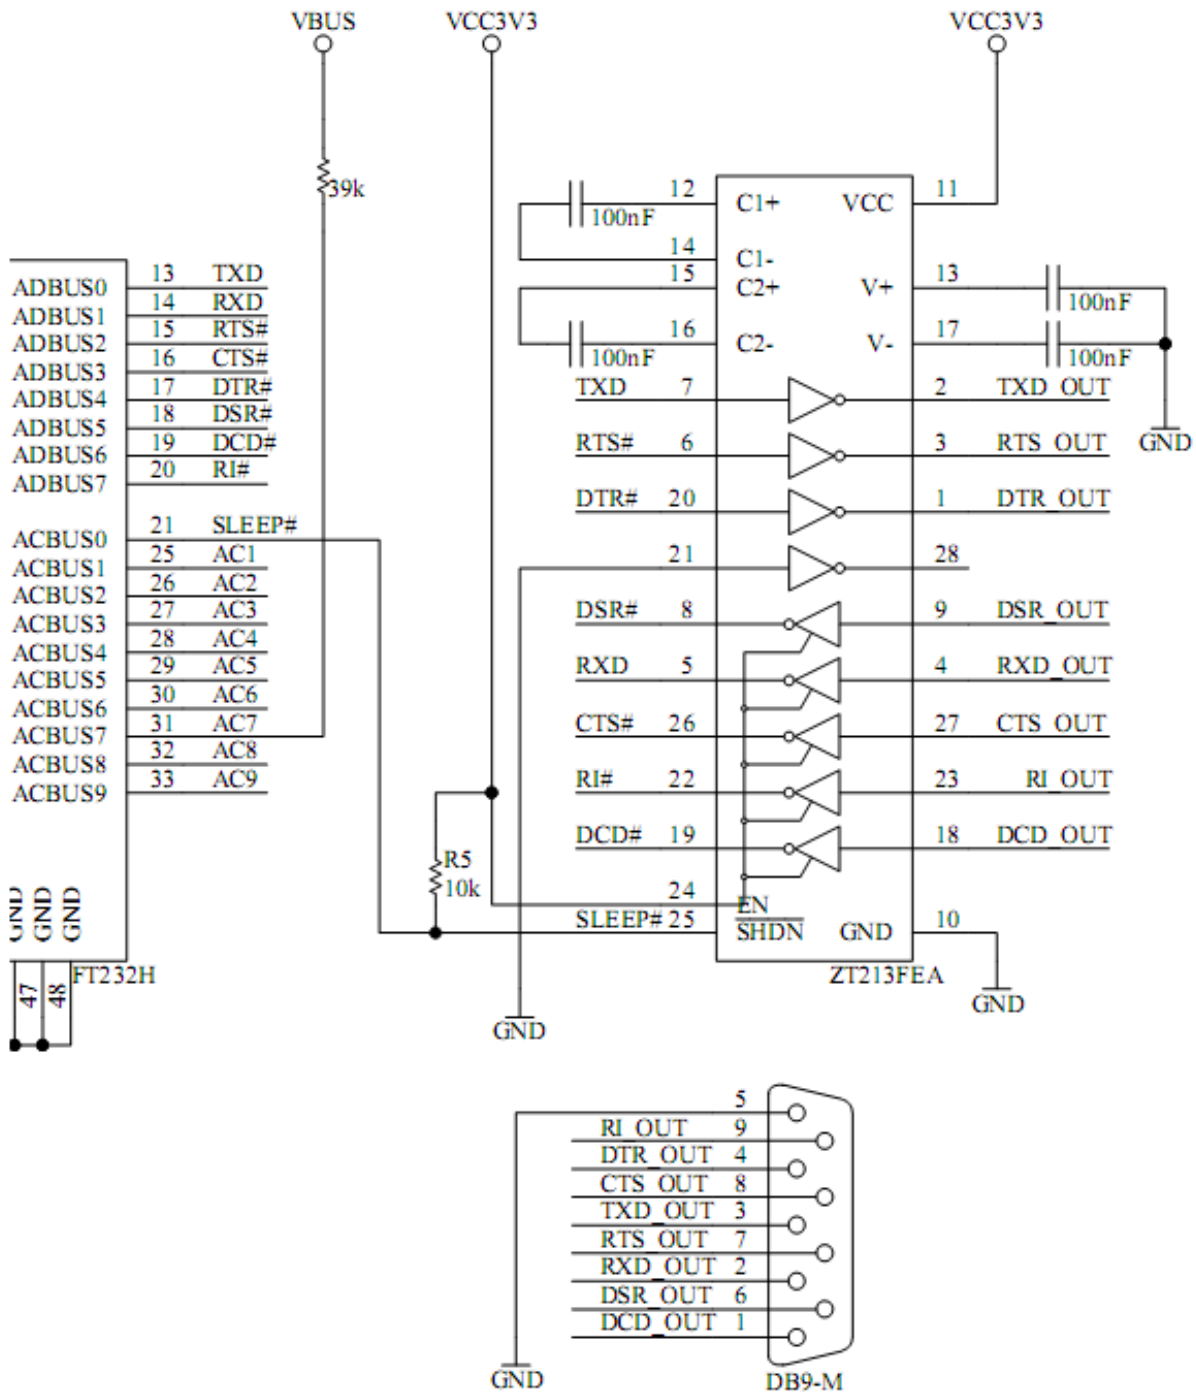 VBUS VCC3V3 VCC3V3
39k
12 C1+ VCC 11
100nF
14 C1-
15 C2+ V+ 13
100nF
16 C2- V- 17
100nF 100nF
GND
ADBUS0 13 TXD
ADBUS1 14 RXD
ADBUS2 15 RTS#
ADBUS3 16 CTS#
ADBUS4 17 DTR#
ADBUS5 18 DSR#
ADBUS6 19 DCD#
ADBUS7 20 RI#
ACBUS0 21 SLEEP#
ACBUS1 25 AC1
ACBUS2 26 AC2
ACBUS3 27 AC3
ACBUS4 28 AC4
ACBUS5 29 AC5
ACBUS6 30 AC6
ACBUS7 31 AC7
ACBUS8 32 AC8
ACBUS9 33 AC9
GND GND GND
47 48
FT232H
R5
10k
TXD 7 2 TXD_OUT
RTS# 6 3 RTS_OUT
DTR# 20 1 DTR_OUT
21 28
DSR# 8 9 DSR_OUT
RXD 5 4 RXD_OUT
CTS# 26 27 CTS_OUT
RI# 22 23 RI_OUT
DCD# 19 18 DCD_OUT
24 EN
SLEEP# 25 SHDN GND 10
ZT213FEA
GND
GND
5
RI_OUT 9
DTR_OUT 4
CTS_OUT 8
TXD_OUT 3
RTS_OUT 7
RXD_OUT 2
DSR_OUT 6
DCD_OUT 1
GND
DB9-M